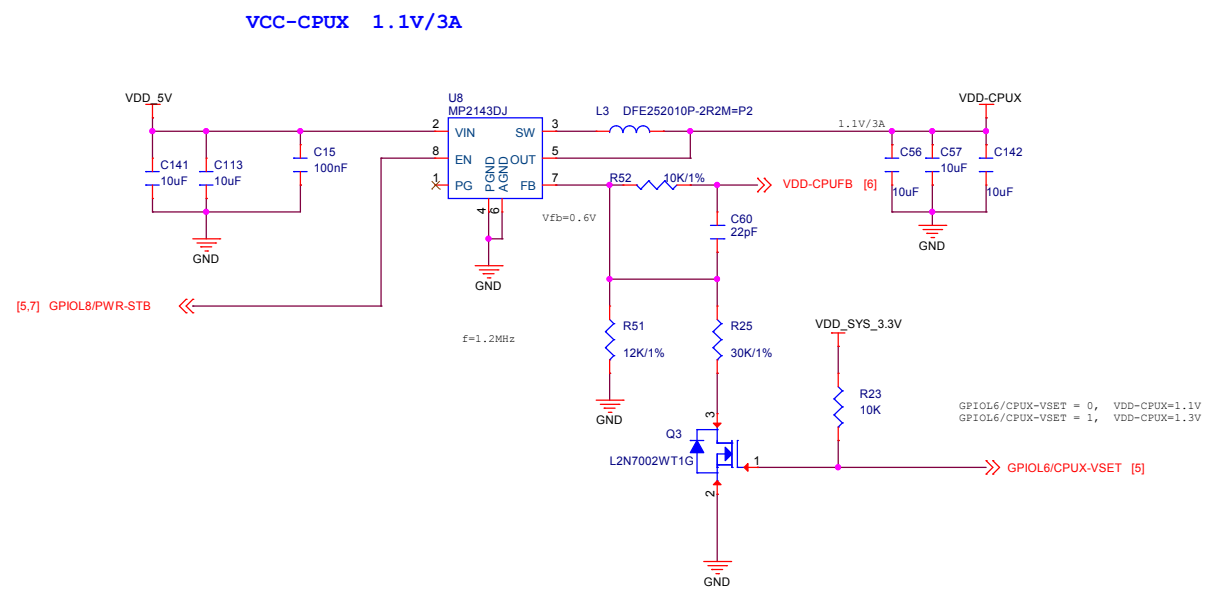 VCC-CPUX 1.1V/3A
VDD_5V
U8
MP2143DJ
L3 DFE252010P-2R2M=P2
VDD-CPUX
1.1V/3A
2 VIN SW 3
8 EN OUT 5
1 PG FB 7
PGND
AGND
4
6
C141
10uF
C113
10uF
C15
100nF
GND
GND
R52 10K/1%
VDD-CPUFB [6]
Vfb=0.6V
C60
22pF
C56
10uF
C57
10uF
C142
10uF
GND
[5,7] GPIOL8/PWR-STB
f=1.2MHz
R51
12K/1%
GND
R25
30K/1%
VDD_SYS_3.3V
R23
10K
GPIOL6/CPUX-VSET = 0, VDD-CPUX=1.1V
GPIOL6/CPUX-VSET = 1, VDD-CPUX=1.3V
Q3
L2N7002WT1G
3
1
2
GPIOL6/CPUX-VSET [5]
GND